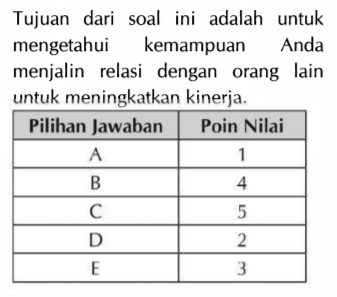 Tujuan dari soal ini adalah untuk
mengetahui kemampuan Anda
menjalin relasi dengan orang lain
untuk meningkatkan kinerja.
Pilihan Jawaban Poin Nilai
A 1
B 4
C 5
D 2
E 3